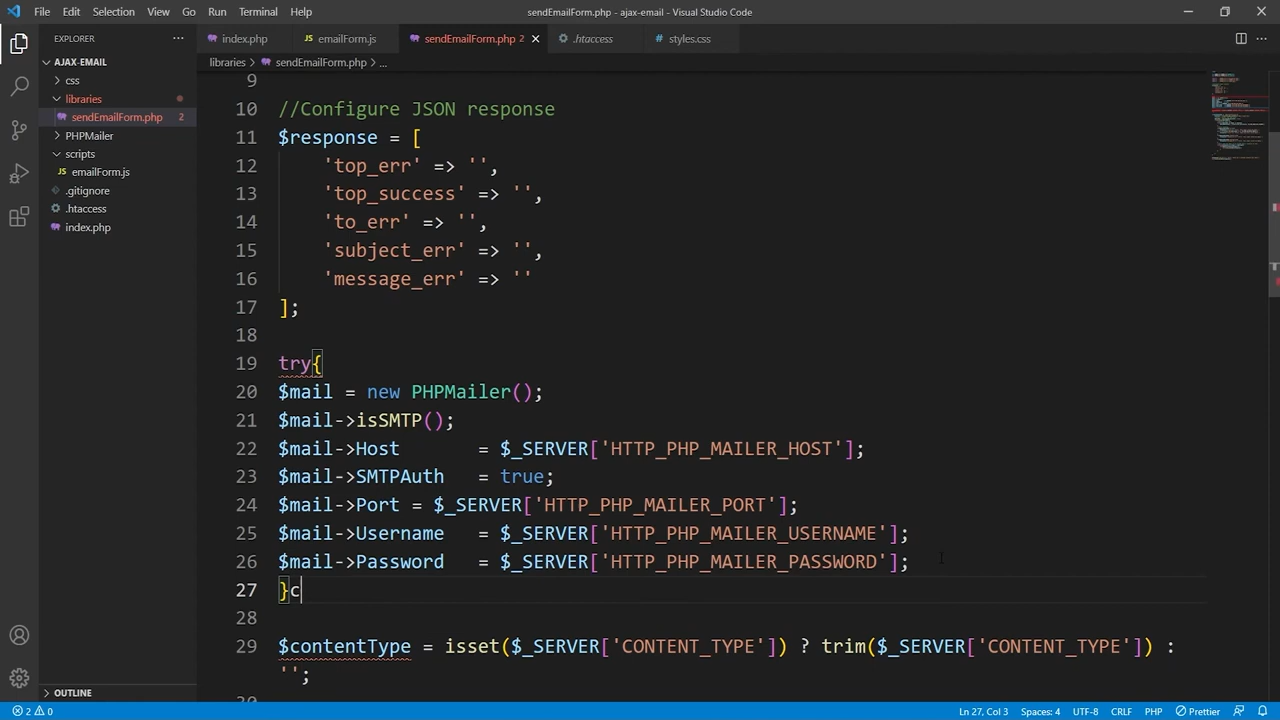 File Edit Selection View Go Run Terminal Help
sendEmailForm.php - ajax-email - Visual Studio Code
EXPLORER
index.php
emailForm.js
sendEmailForm.php 2
.htaccess
styles.css
AJAX-EMAIL
css
libraries
sendEmailForm.php 2
PHPMailer
scripts
emailForm.js
.gitignore
.htaccess
index.php
OUTLINE
libraries > sendEmailForm.php > ...
9
10 //Configure JSON response
11 $response = [
12 'top_err' => '',
13 'top_success' => '',
14 'to_err' => '',
15 'subject_err' => '',
16 'message_err' => ''
17 ];
18
19 try{
20 $mail = new PHPMailer();
21 $mail->isSMTP();
22 $mail->Host = $_SERVER['HTTP_PHP_MAILER_HOST'];
23 $mail->SMTPAuth = true;
24 $mail->Port = $_SERVER['HTTP_PHP_MAILER_PORT'];
25 $mail->Username = $_SERVER['HTTP_PHP_MAILER_USERNAME'];
26 $mail->Password = $_SERVER['HTTP_PHP_MAILER_PASSWORD'];
27 }c
28
29 $contentType = isset($_SERVER['CONTENT_TYPE']) ? trim($_SERVER['CONTENT_TYPE']) :
'';
30
2 0
Ln 27, Col 3 Spaces: 4 UTF-8 CRLF PHP Prettier